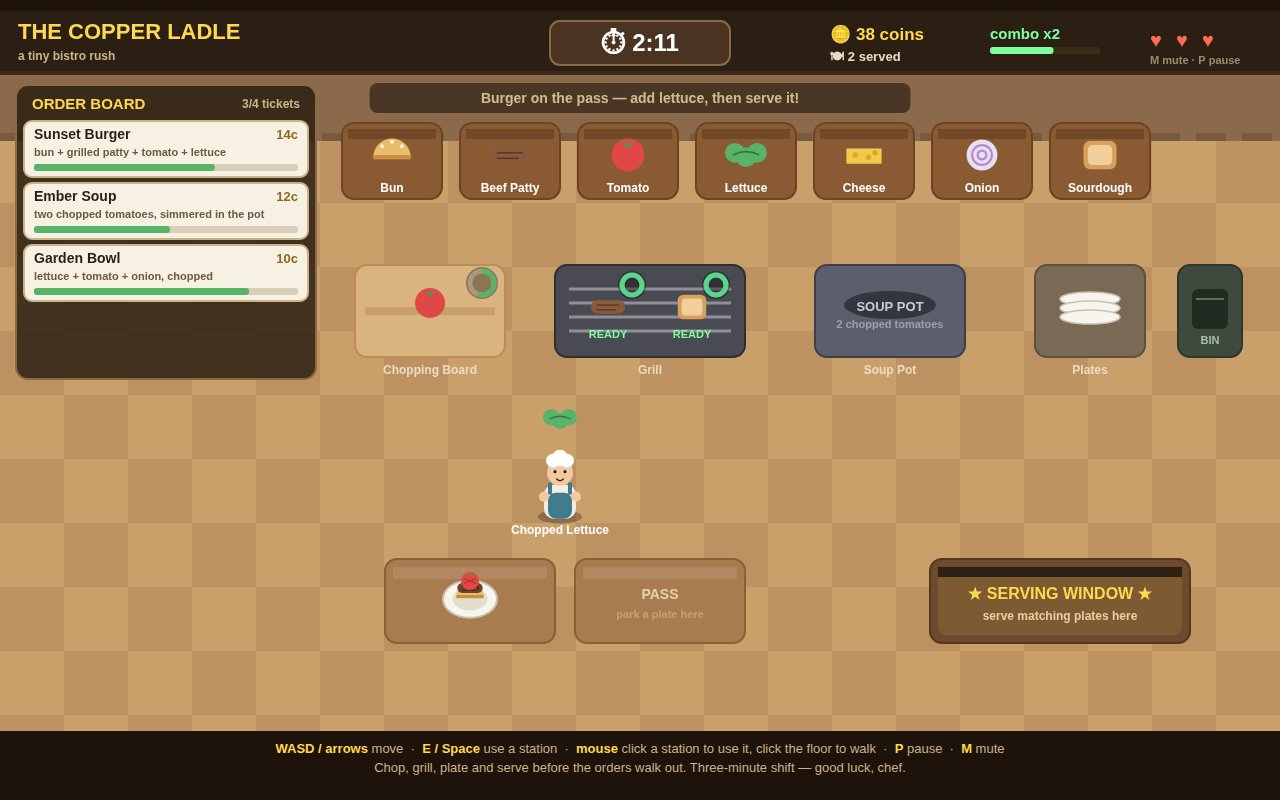 THE COPPER LADLE
a tiny bistro rush
2:11
38 coins
2 served
combo x2
M mute · P pause
ORDER BOARD
3/4 tickets
Sunset Burger 14c
bun + grilled patty + tomato + lettuce
Ember Soup 12c
two chopped tomatoes, simmered in the pot
Garden Bowl 10c
lettuce + tomato + onion, chopped
Burger on the pass — add lettuce, then serve it!
Bun
Beef Patty
Tomato
Lettuce
Cheese
Onion
Sourdough
READY
READY
SOUP POT
2 chopped tomatoes
BIN
Chopping Board
Grill
Soup Pot
Plates
Chopped Lettuce
PASS
park a plate here
★ SERVING WINDOW ★
serve matching plates here
WASD / arrows move · E / Space use a station · mouse click a station to use it, click the floor to walk · P pause · M mute
Chop, grill, plate and serve before the orders walk out. Three-minute shift — good luck, chef.